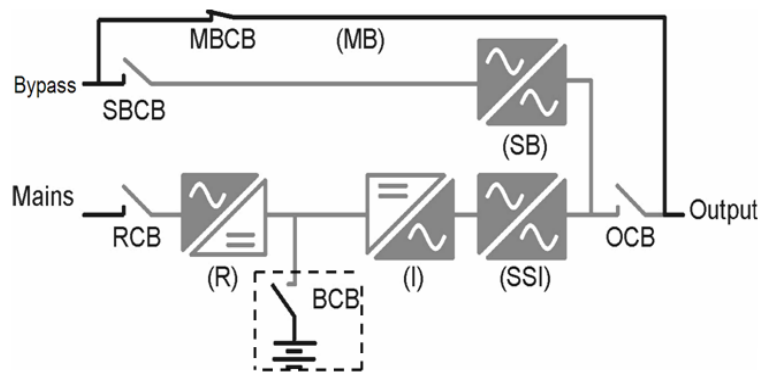 MBCB
(MB)
Bypass
SBCB
(SB)
Mains
RCB
(R)
BCB
(I)
(SSI)
OCB
Output